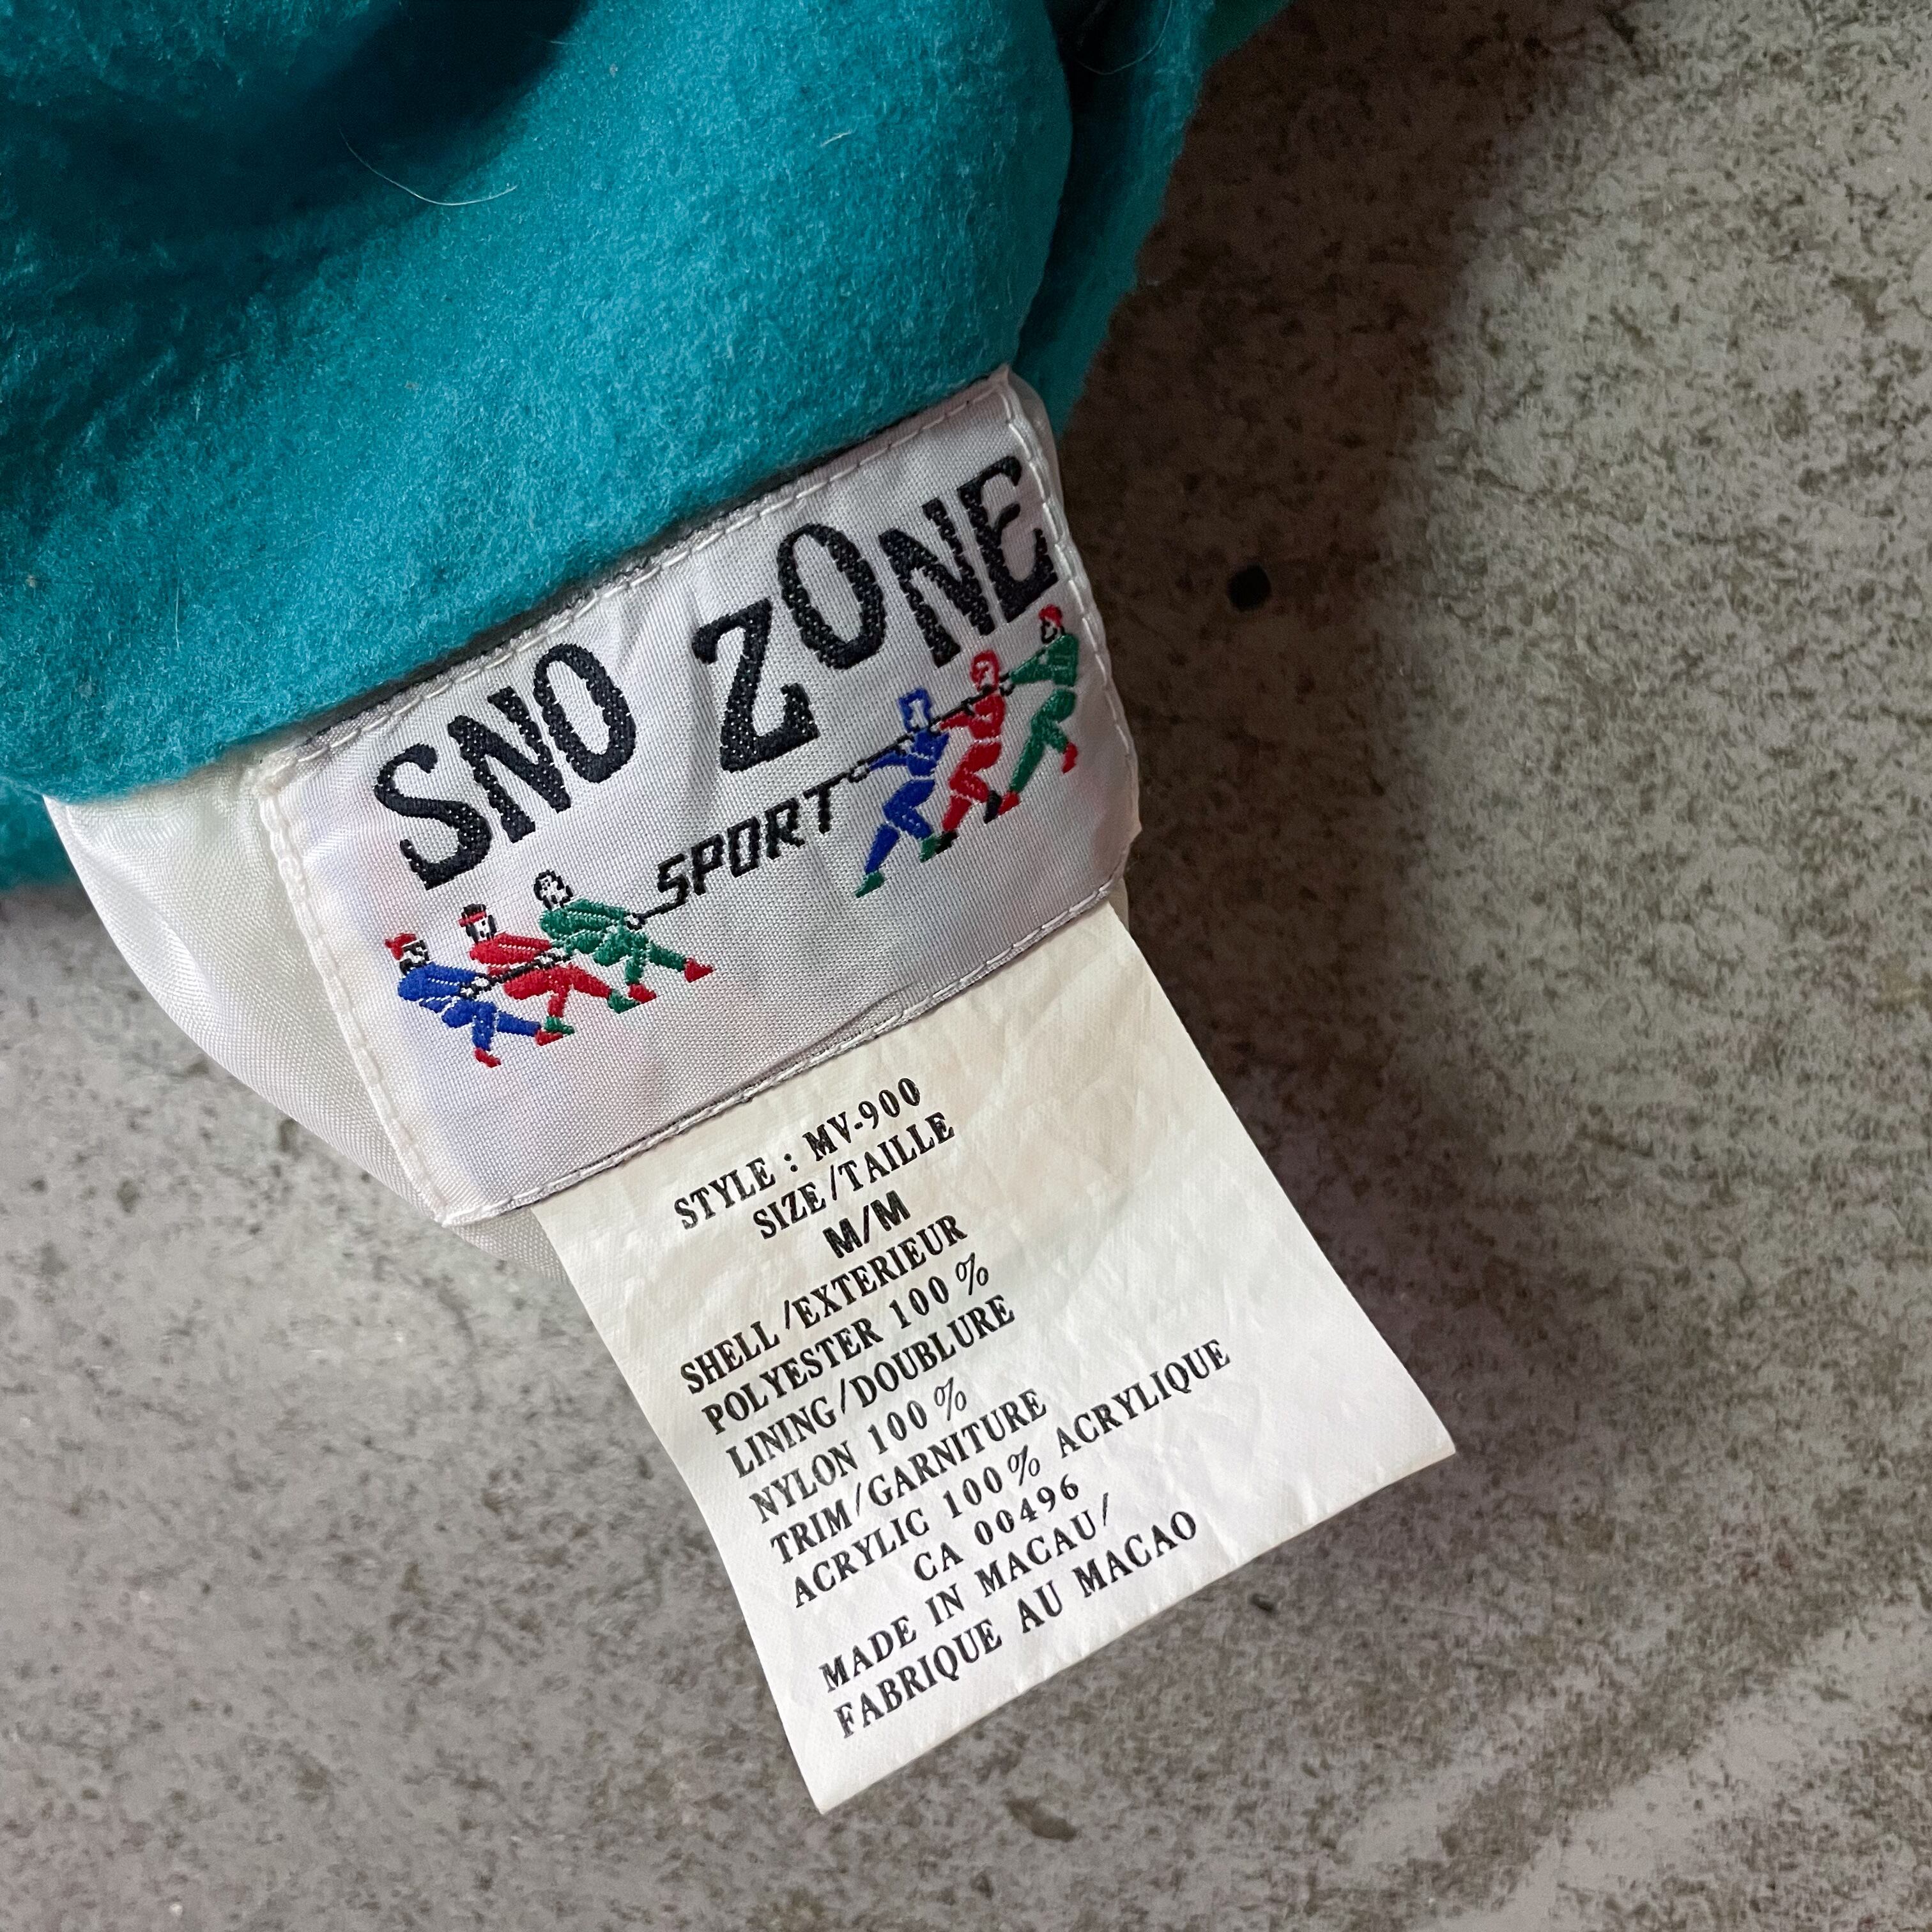 SNO ZONE
SPORT
STYLE : MV-900
SIZE/TAILLE
M/M
SHELL/EXTERIEUR
POLYESTER 100 %
LINING/DOUBLURE
NYLON 100 %
TRIM/GARNITURE
ACRYLIC 100% ACRYLIQUE
CA 00496
MADE IN MACAU/
FABRIQUE AU MACAO